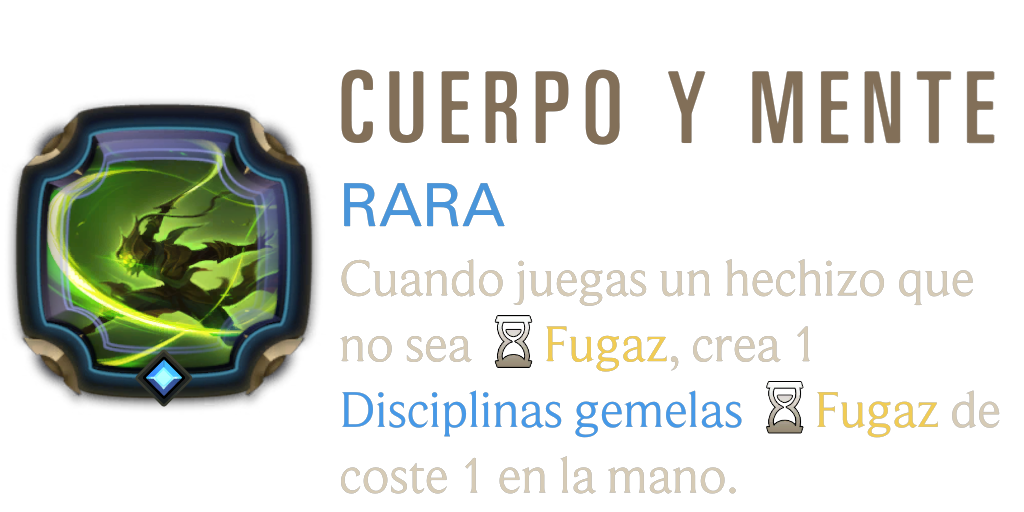 CUERPO Y MENTE
RARA
Cuando juegas un hechizo que
no sea Fugaz, crea 1
Disciplinas gemelas Fugaz de
coste 1 en la mano.